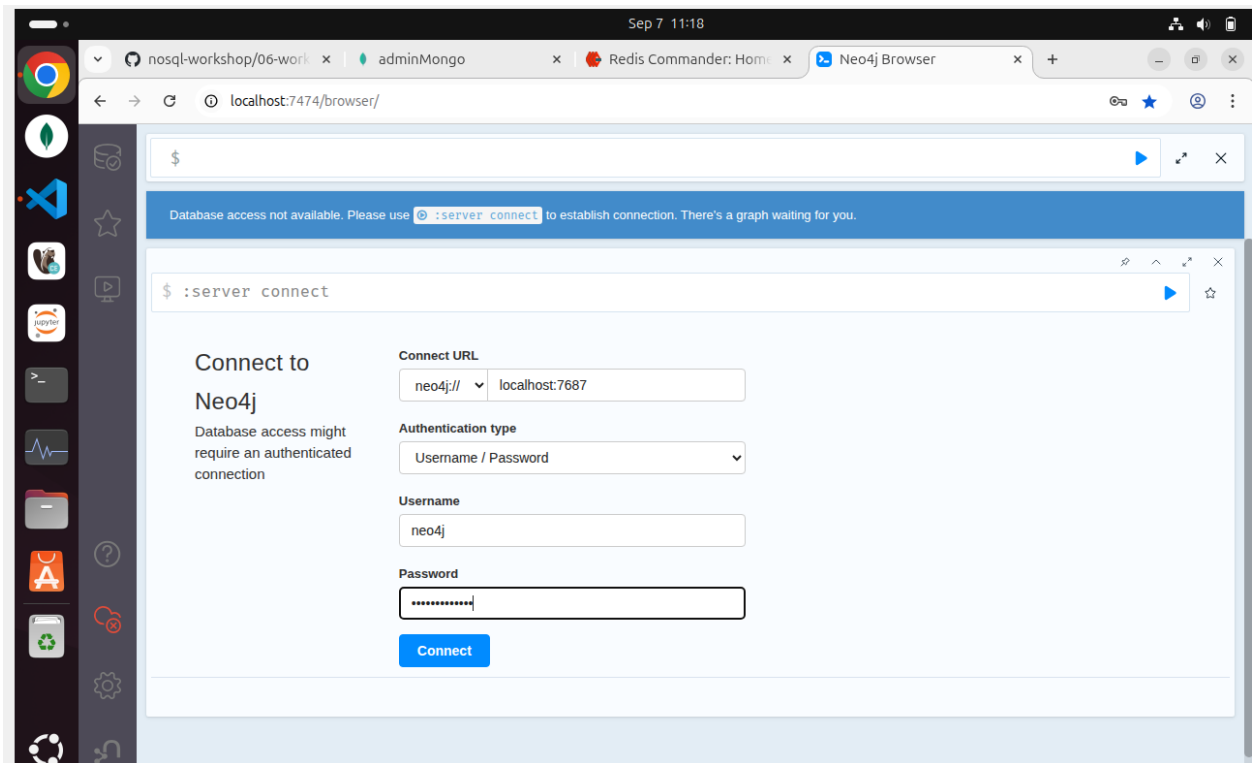 Sep 7 11:18
nosql-workshop/06-work
adminMongo
Redis Commander: Home
Neo4j Browser
localhost:7474/browser/
$
Database access not available. Please use :server connect to establish connection. There's a graph waiting for you.
$ :server connect
Connect to
Neo4j
Database access might
require an authenticated
connection
Connect URL
neo4j://
localhost:7687
Authentication type
Username / Password
Username
neo4j
Password
•••••••••••••
Connect
jupyter
>_